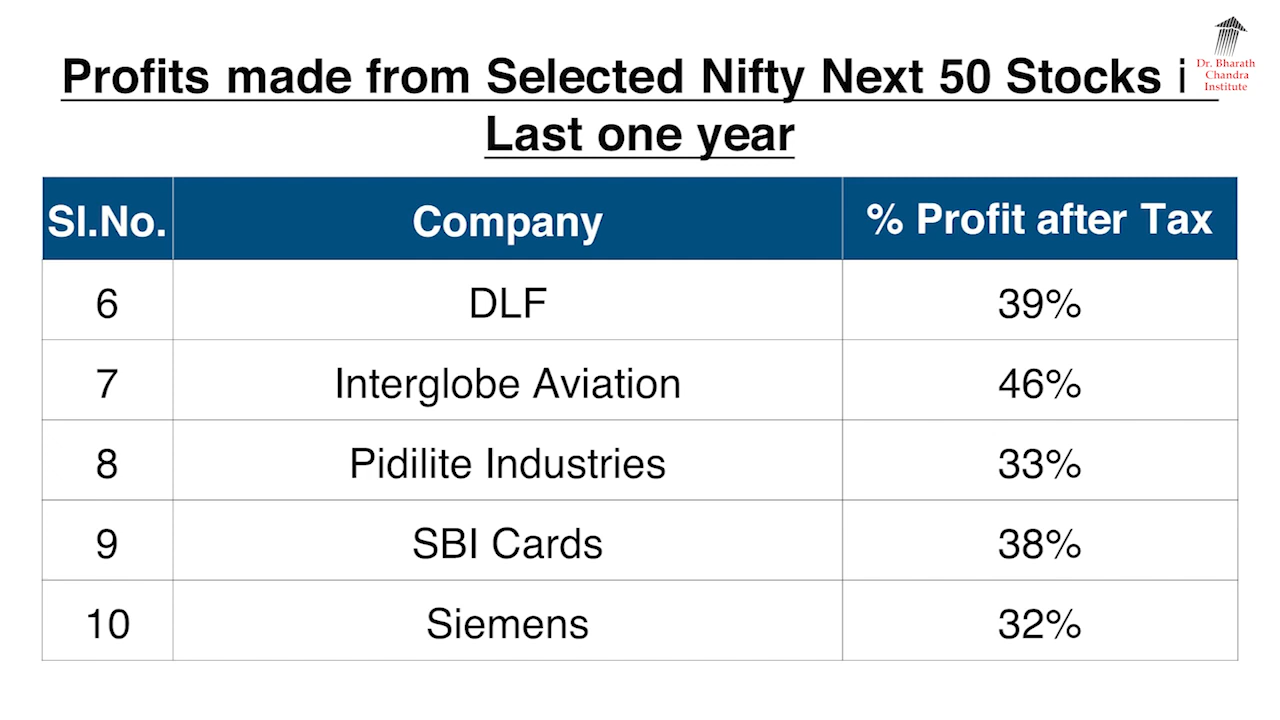 Dr. Bharath
Chandra
Institute
Profits made from Selected Nifty Next 50 Stocks i
Last one year
Sl.No. Company % Profit after Tax
6 DLF 39%
7 Interglobe Aviation 46%
8 Pidilite Industries 33%
9 SBI Cards 38%
10 Siemens 32%